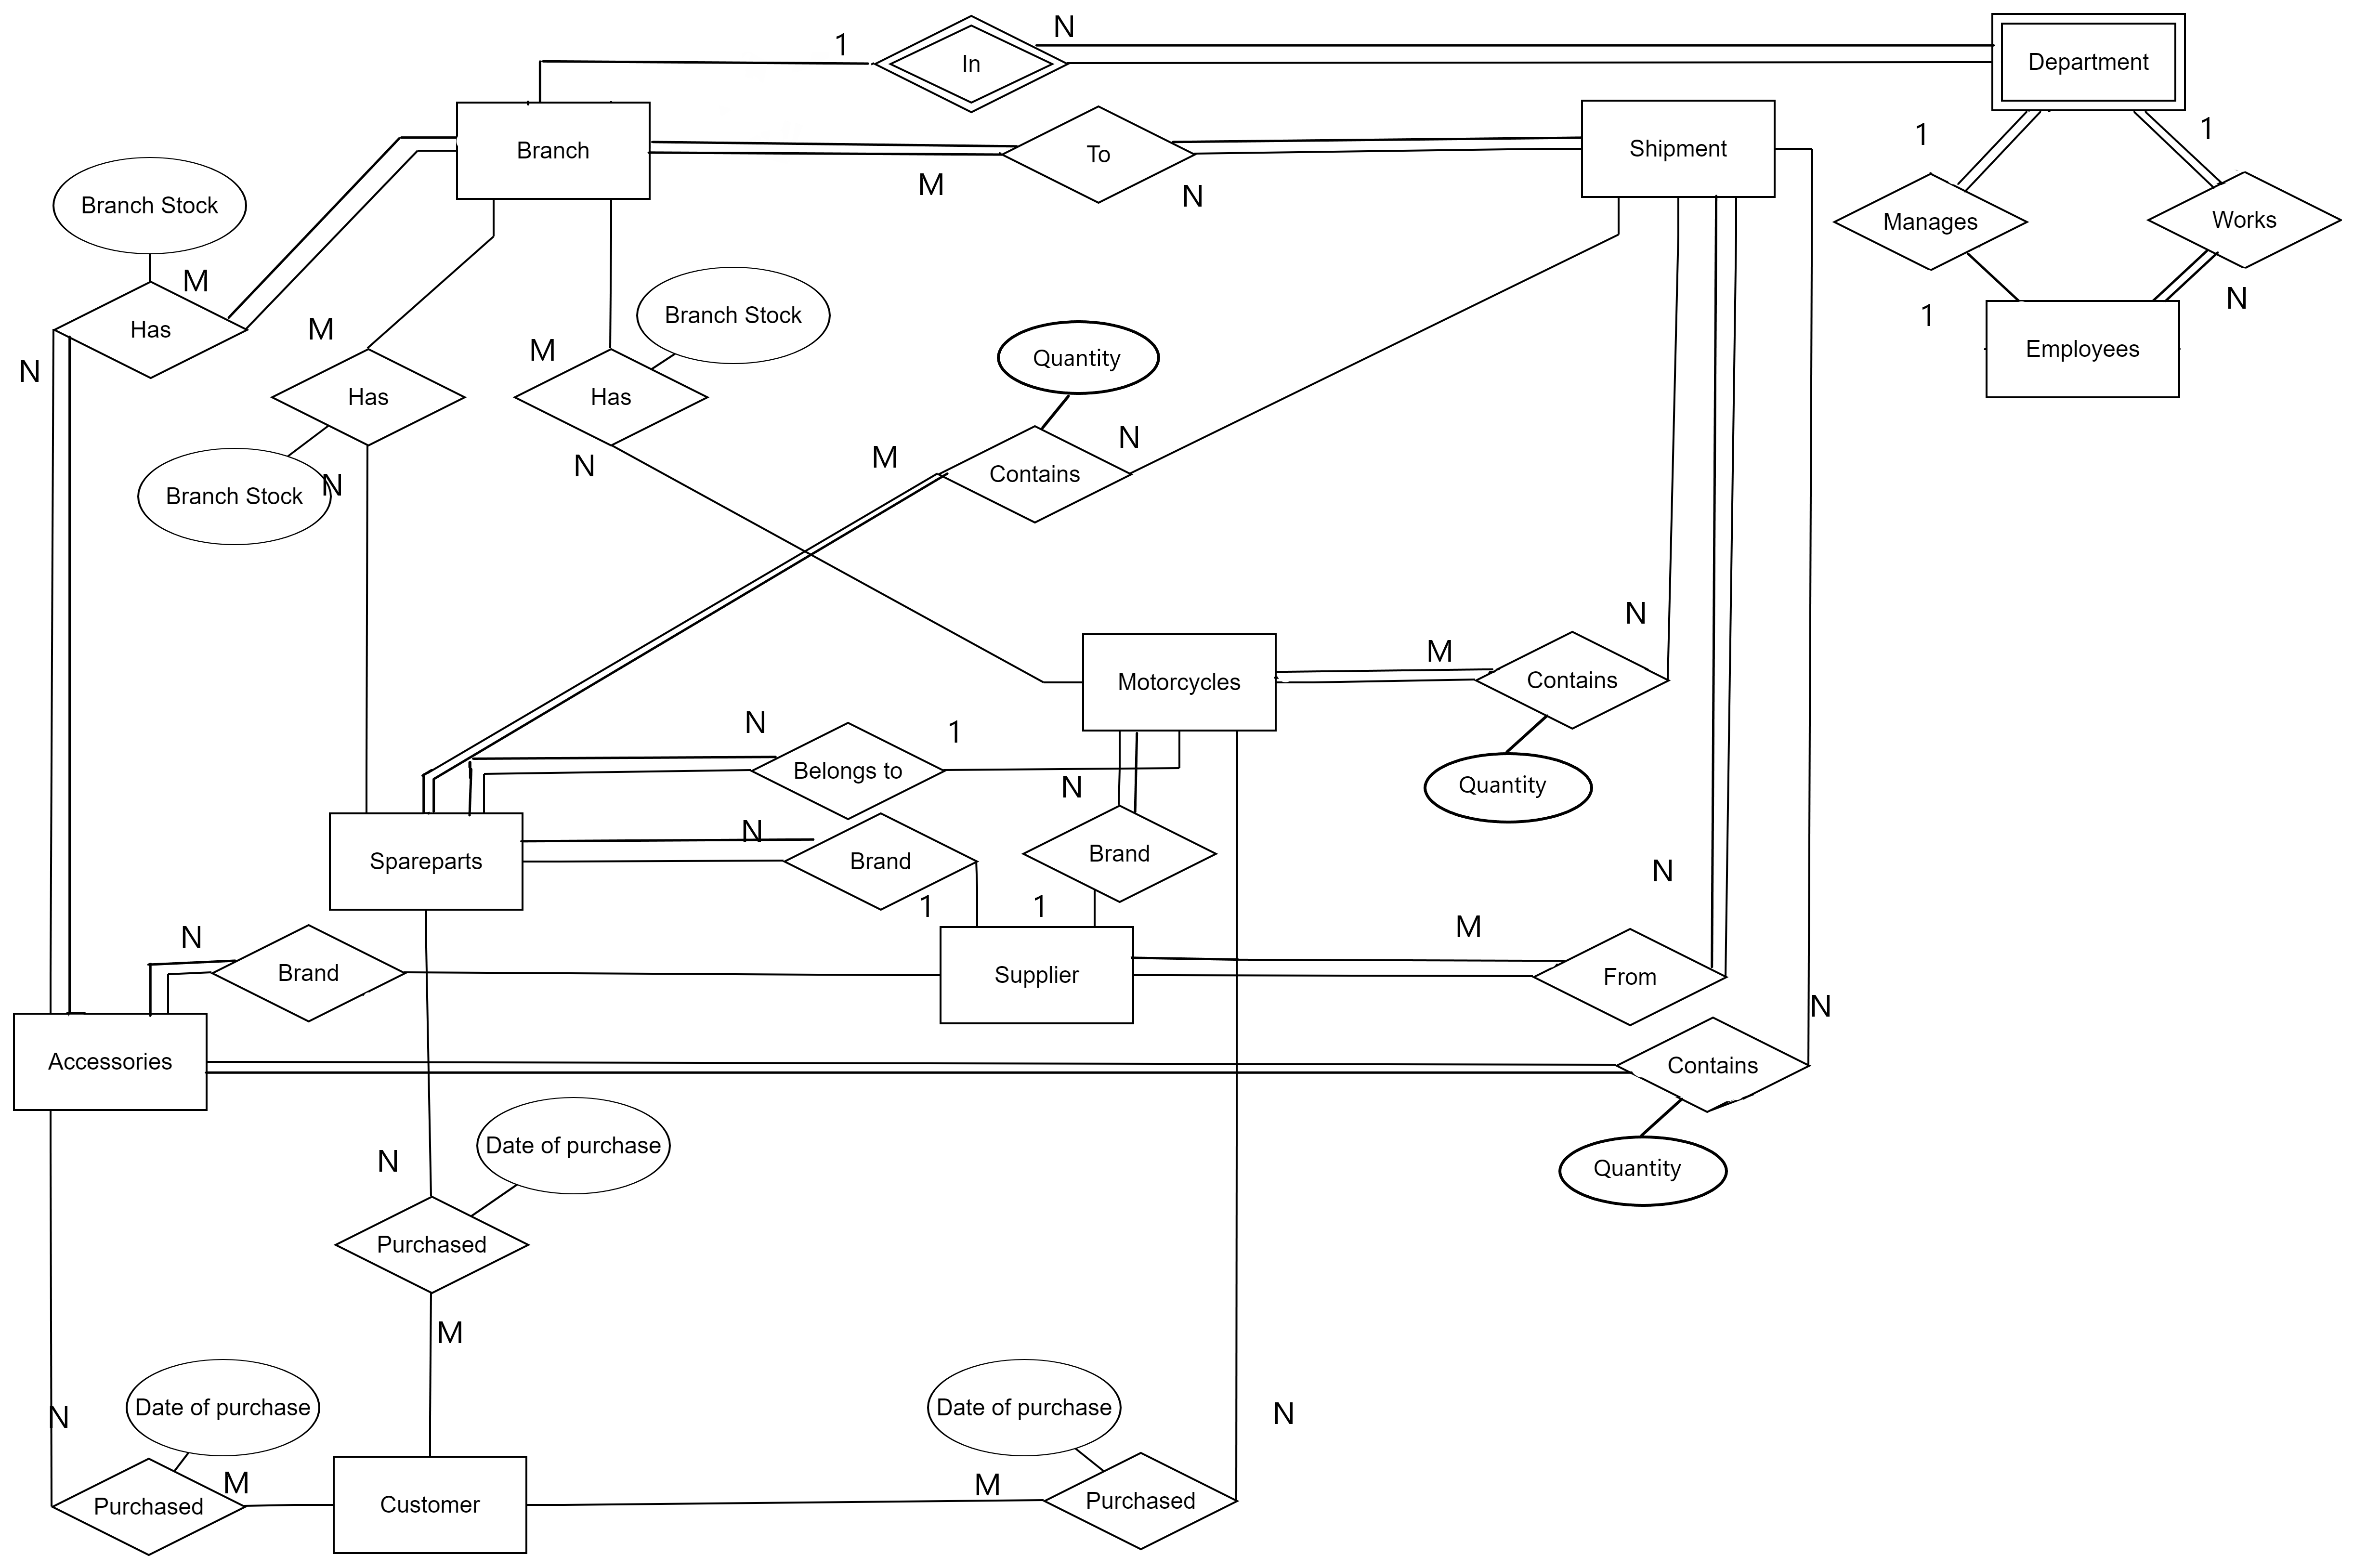 N
1
In
Department
Branch
To
Shipment
1
1
M
N
Branch Stock
Manages
Works
M
Has
N
Branch Stock
1
N
M
M
Quantity
Employees
Has
Has
N
N
M
Contains
Branch Stock
N
N
M
Motorcycles
Contains
N
1
Belongs to
N
Quantity
N
Brand
Brand
Spareparts
N
1
1
M
N
Brand
Supplier
From
N
Accessories
Contains
Date of purchase
N
Quantity
Purchased
M
Date of purchase
Date of purchase
N
N
M
M
Purchased
Customer
Purchased